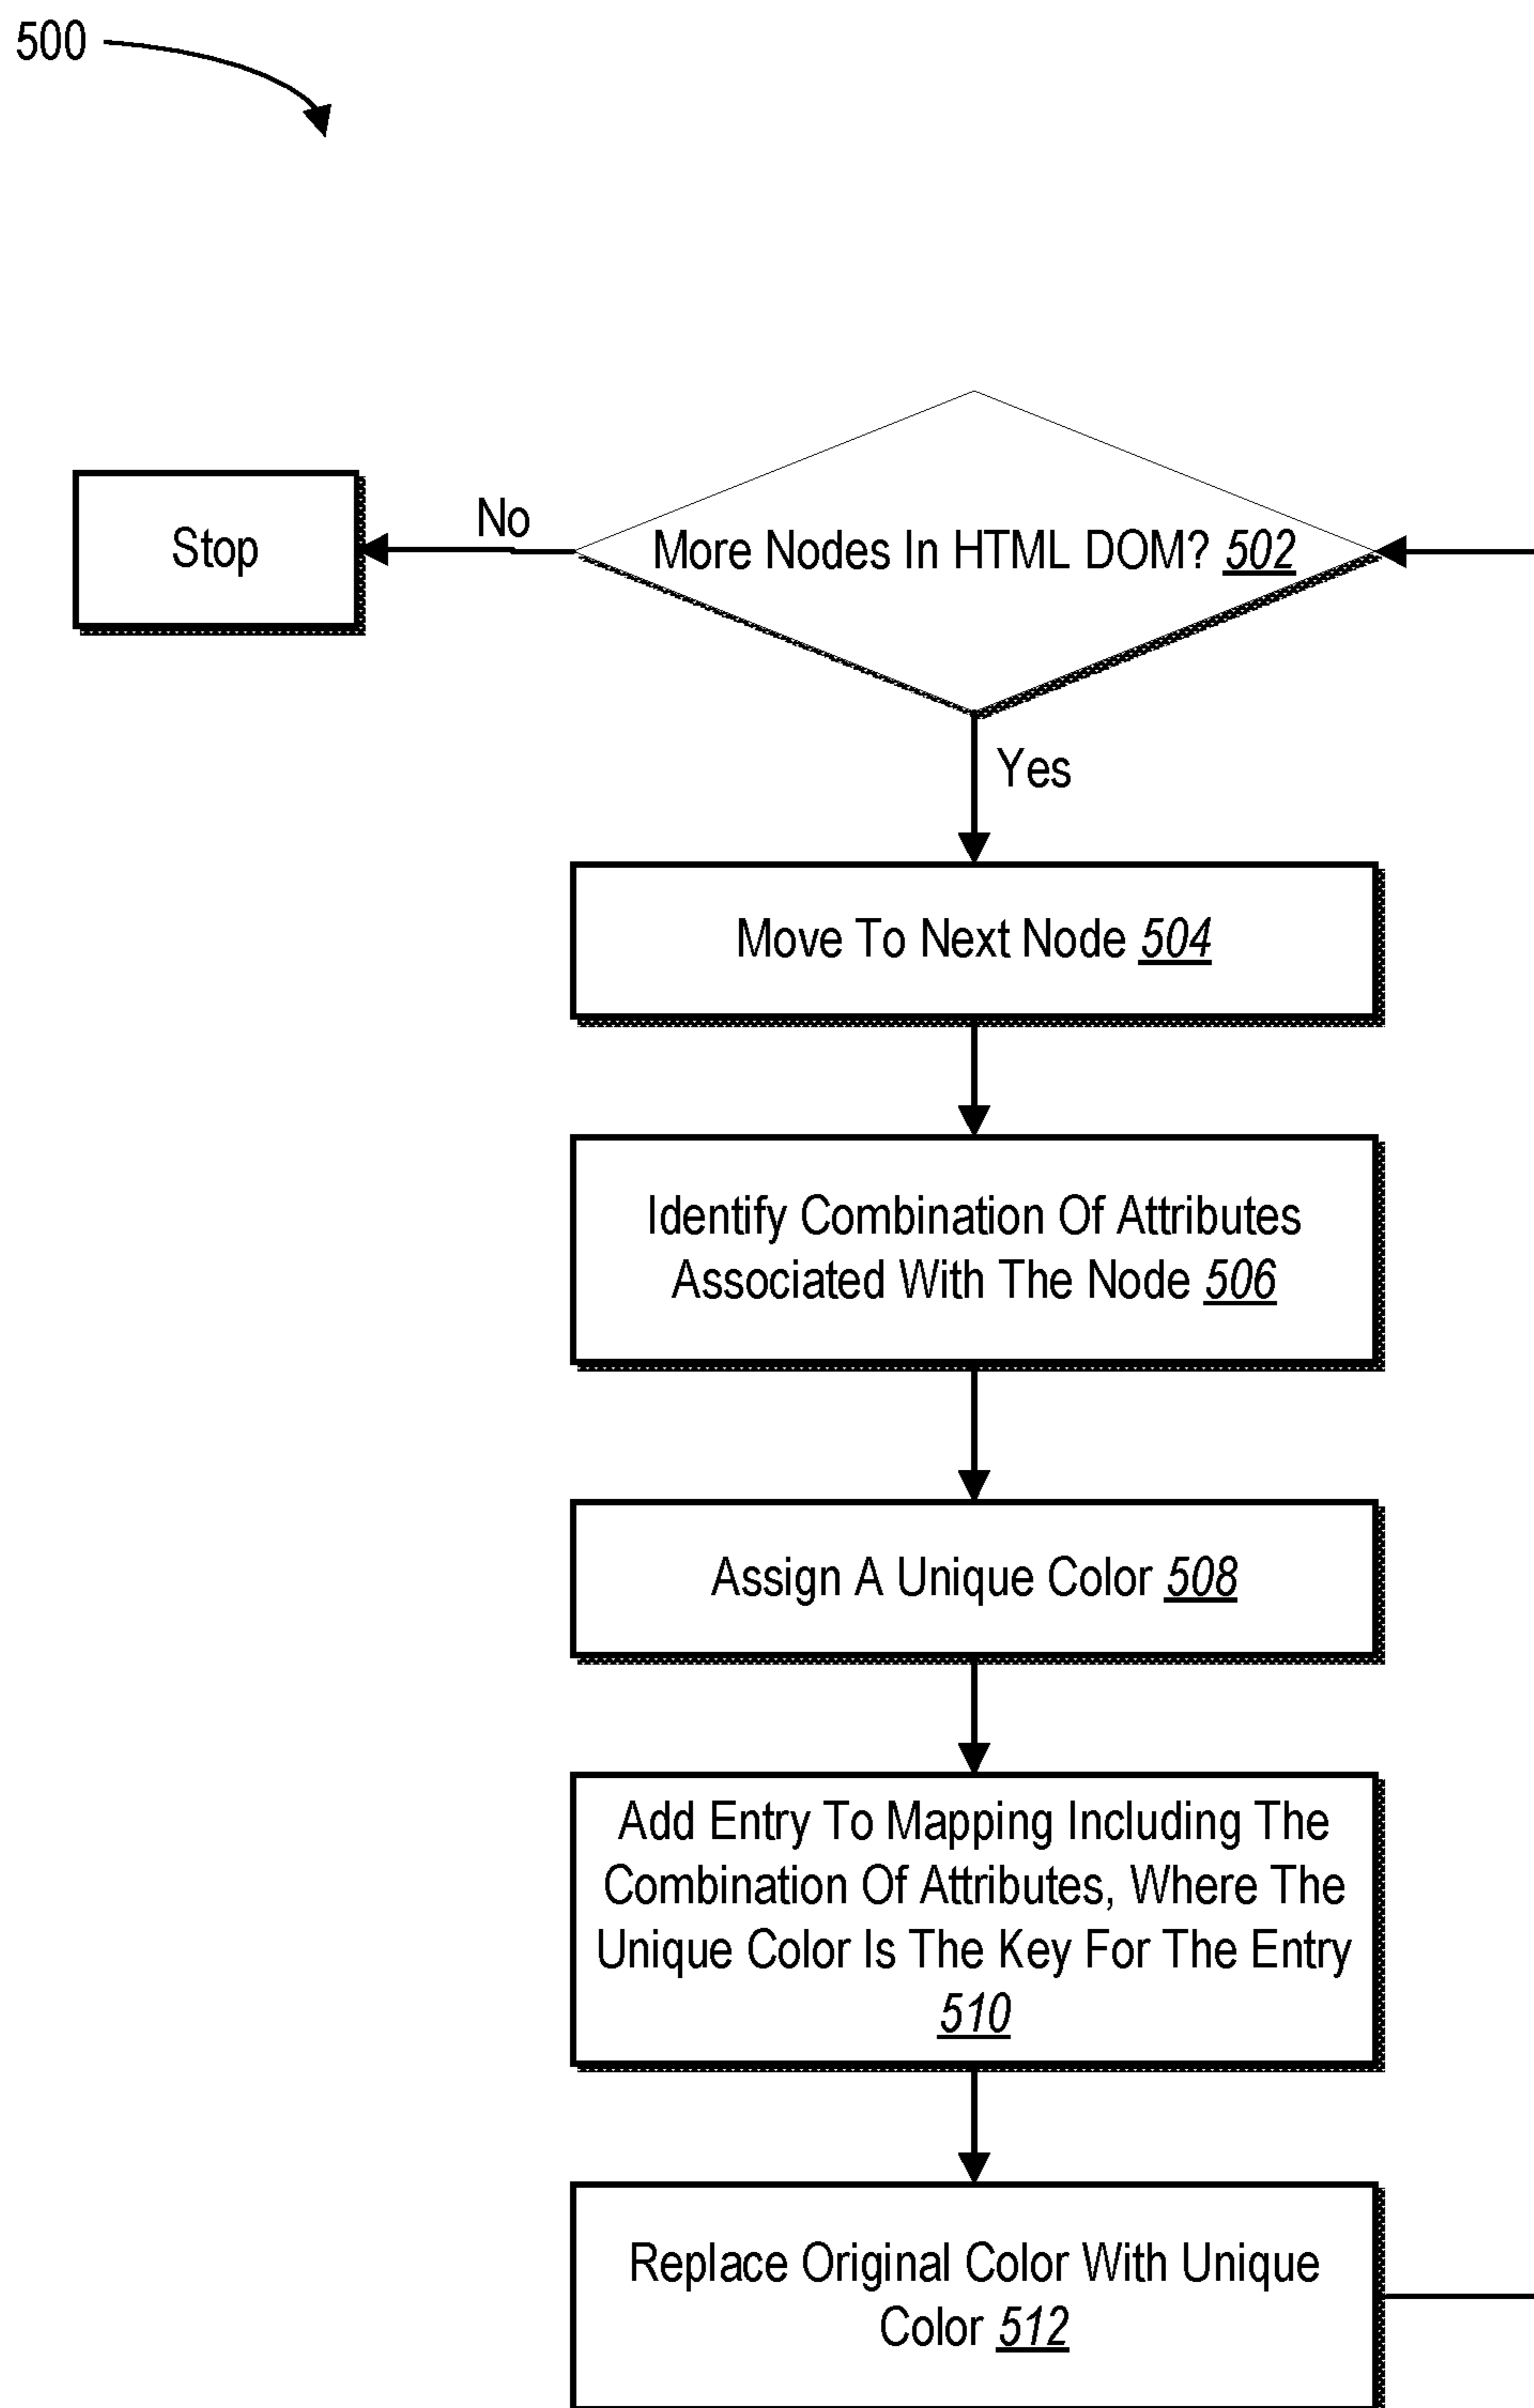 500
No
Stop
More Nodes In HTML DOM? 502
Yes
Move To Next Node 504
Identify Combination Of Attributes
Associated With The Node 506
Assign A Unique Color 508
Add Entry To Mapping Including The
Combination Of Attributes, Where The
Unique Color Is The Key For The Entry
510
Replace Original Color With Unique
Color 512